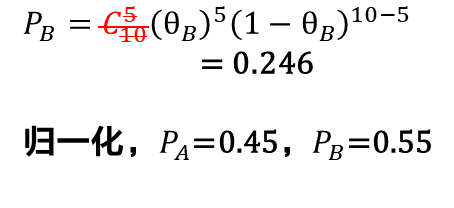 P_B = C_{10}^{5}(θ_B)^5(1 − θ_B)^{10−5}
= 0.246
归一化，P_A=0.45，P_B=0.55